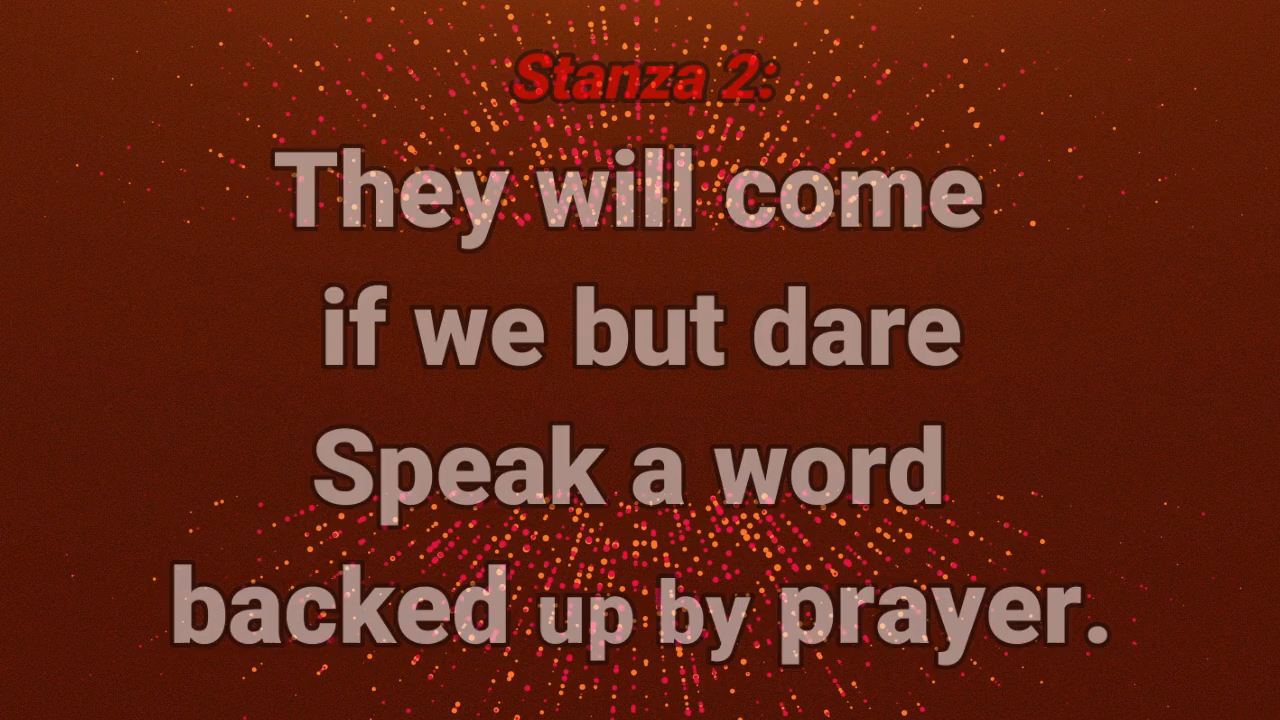 Stanza 2:
They will come
if we but dare
Speak a word
backed up by prayer.